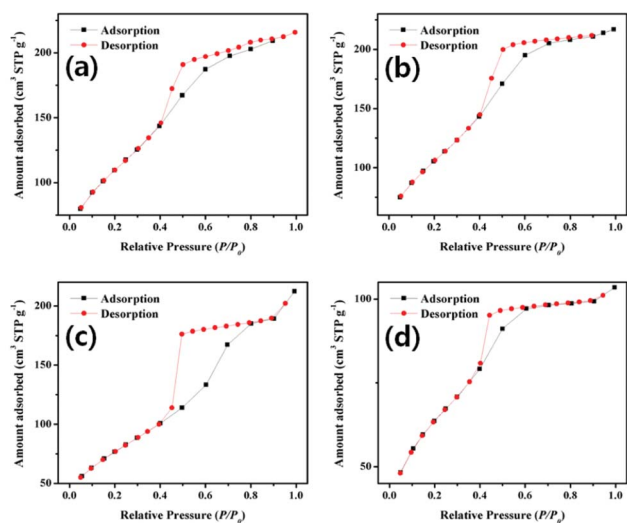 Adsorption
Desorption
(a)
200
150
100
Amount adsorbed (cm³ STP g⁻¹)
0.0 0.2 0.4 0.6 0.8 1.0
Relative Pressure (P/P₀)
Adsorption
Desorption
(b)
200
150
100
50
Amount adsorbed (cm³ STP g⁻¹)
0.0 0.2 0.4 0.6 0.8 1.0
Relative Pressure (P/P₀)
Adsorption
Desorption
(c)
200
150
100
50
Amount adsorbed (cm³ STP g⁻¹)
0.0 0.2 0.4 0.6 0.8 1.0
Relative Pressure (P/P₀)
Adsorption
Desorption
(d)
100
50
Amount adsorbed (cm³ STP g⁻¹)
0.0 0.2 0.4 0.6 0.8 1.0
Relative Pressure (P/P₀)